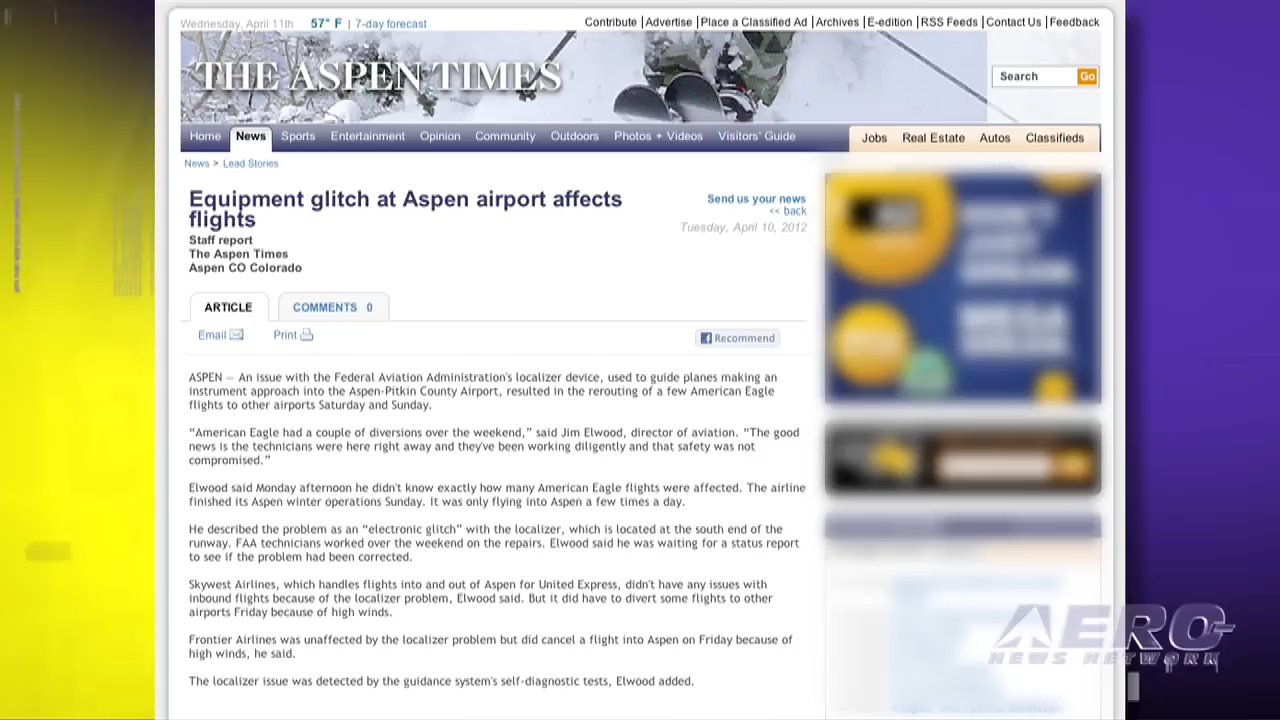 Wednesday, April 11th 57° F | 7-day forecast
Contribute | Advertise | Place a Classified Ad | Archives | E-edition | RSS Feeds | Contact Us | Feedback
THE ASPEN TIMES
Search Go
Home News Sports Entertainment Opinion Community Outdoors Photos + Videos Visitors' Guide
Jobs Real Estate Autos Classifieds
News > Lead Stories
Equipment glitch at Aspen airport affects
flights
Send us your news
<< back
Tuesday, April 10, 2012
Staff report
The Aspen Times
Aspen CO Colorado
ARTICLE COMMENTS 0
Email Print
Recommend
ASPEN — An issue with the Federal Aviation Administration's localizer device, used to guide planes making an
instrument approach into the Aspen-Pitkin County Airport, resulted in the rerouting of a few American Eagle
flights to other airports Saturday and Sunday.
“American Eagle had a couple of diversions over the weekend,” said Jim Elwood, director of aviation. “The good
news is the technicians were here right away and they've been working diligently and that safety was not
compromised.”
Elwood said Monday afternoon he didn't know exactly how many American Eagle flights were affected. The airline
finished its Aspen winter operations Sunday. It was only flying into Aspen a few times a day.
He described the problem as an “electronic glitch” with the localizer, which is located at the south end of the
runway. FAA technicians worked over the weekend on the repairs. Elwood said he was waiting for a status report
to see if the problem had been corrected.
Skywest Airlines, which handles flights into and out of Aspen for United Express, didn't have any issues with
inbound flights because of the localizer problem, Elwood said. But it did have to divert some flights to other
airports Friday because of high winds.
Frontier Airlines was unaffected by the localizer problem but did cancel a flight into Aspen on Friday because of
high winds, he said.
The localizer issue was detected by the guidance system's self-diagnostic tests, Elwood added.
AERO
NEWS NETWORK